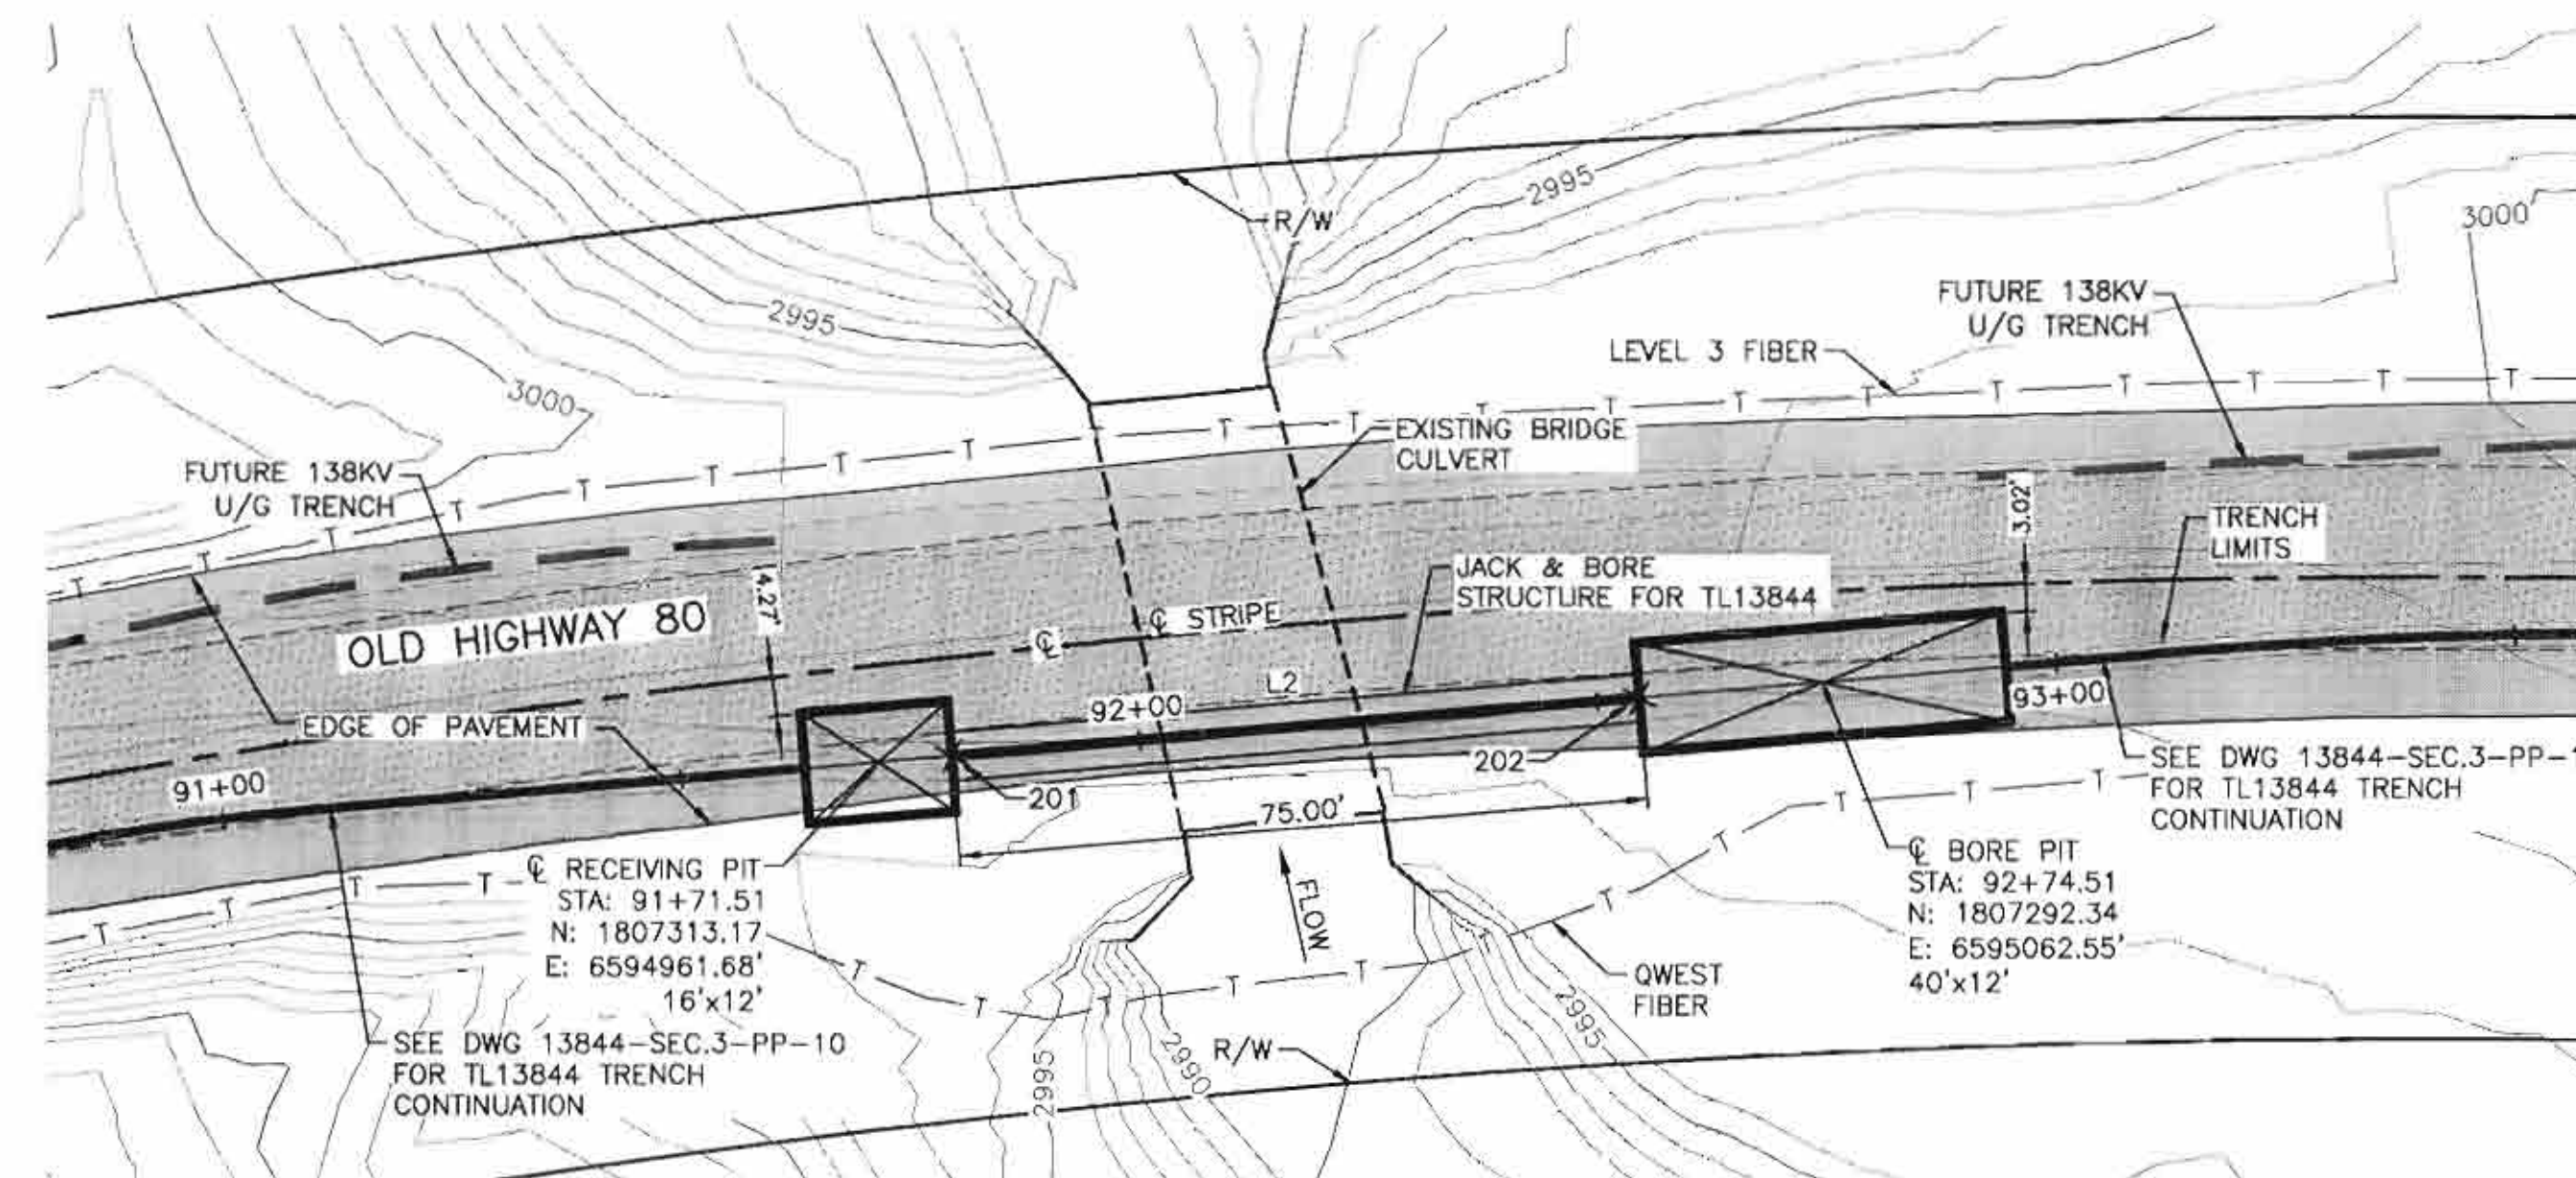 R/W
2995
3000
FUTURE 138KV
U/G TRENCH
LEVEL 3 FIBER
2995
3000
T T T T T T T T
EXISTING BRIDGE
CULVERT
FUTURE 138KV
U/G TRENCH
T T T T T T T T T T T
3.02'
TRENCH
LIMITS
JACK & BORE
STRUCTURE FOR TL13844
4.27'
OLD HIGHWAY 80
℄ STRIPE
℄
L2
92+00
93+00
EDGE OF PAVEMENT
91+00
202
201
SEE DWG 13844-SEC.3-PP-
FOR TL13844 TRENCH
CONTINUATION
75.00'
T T T T T
℄ BORE PIT
STA: 92+74.51
N: 1807292.34
E: 6595062.55'
40'x12'
℄ RECEIVING PIT
STA: 91+71.51
N: 1807313.17
E: 6594961.68'
16'x12'
T T T T
FLOW
T T T T T
QWEST
FIBER
2995
SEE DWG 13844-SEC.3-PP-10
FOR TL13844 TRENCH
CONTINUATION
2995
2990
R/W